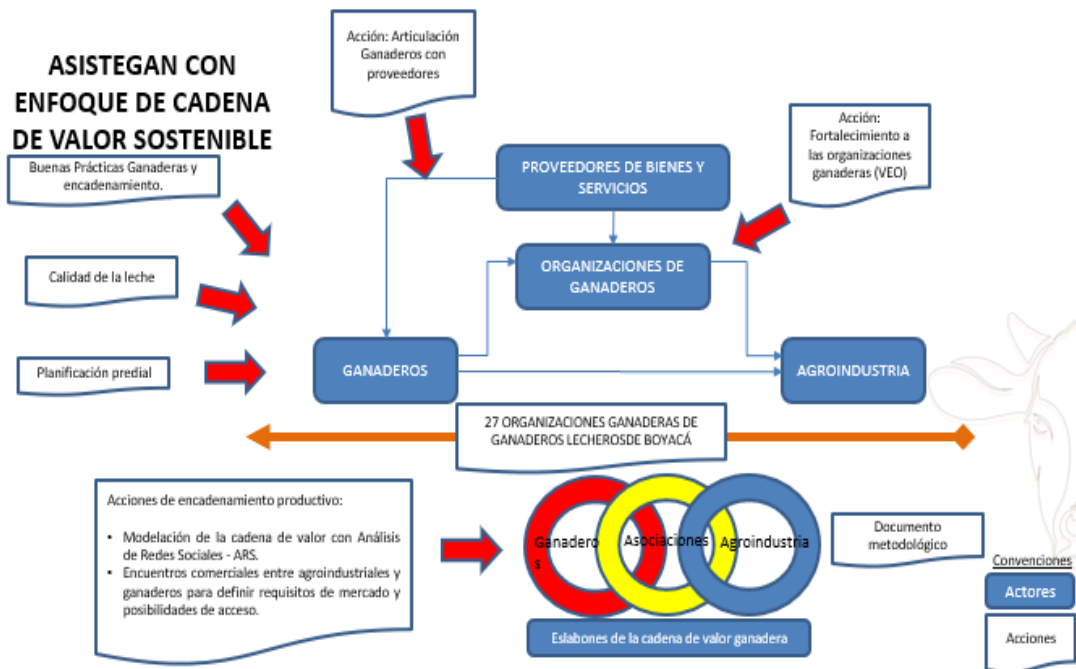 ASISTEGAN CON
ENFOQUE DE CADENA
DE VALOR SOSTENIBLE
Acción: Articulación
Ganaderos con
proveedores
Acción:
Fortalecimiento a
las organizaciones
ganaderas (VEO)
Buenas Prácticas Ganaderas y
encadenamiento.
PROVEEDORES DE BIENES Y
SERVICIOS
Calidad de la leche
ORGANIZACIONES DE
GANADEROS
Planificación predial
GANADEROS
AGROINDUSTRIA
27 ORGANIZACIONES GANADERAS DE
GANADEROS LECHEROSDE BOYACÁ
Acciones de encadenamiento productivo:
• Modelación de la cadena de valor con Análisis
de Redes Sociales - ARS.
• Encuentros comerciales entre agroindustriales y
ganaderos para definir requisitos de mercado y
posibilidades de acceso.
Ganadero
s
Asociaciones
Agroindustria
Documento
metodológico
Eslabones de la cadena de valor ganadera
Convenciones
Actores
Acciones